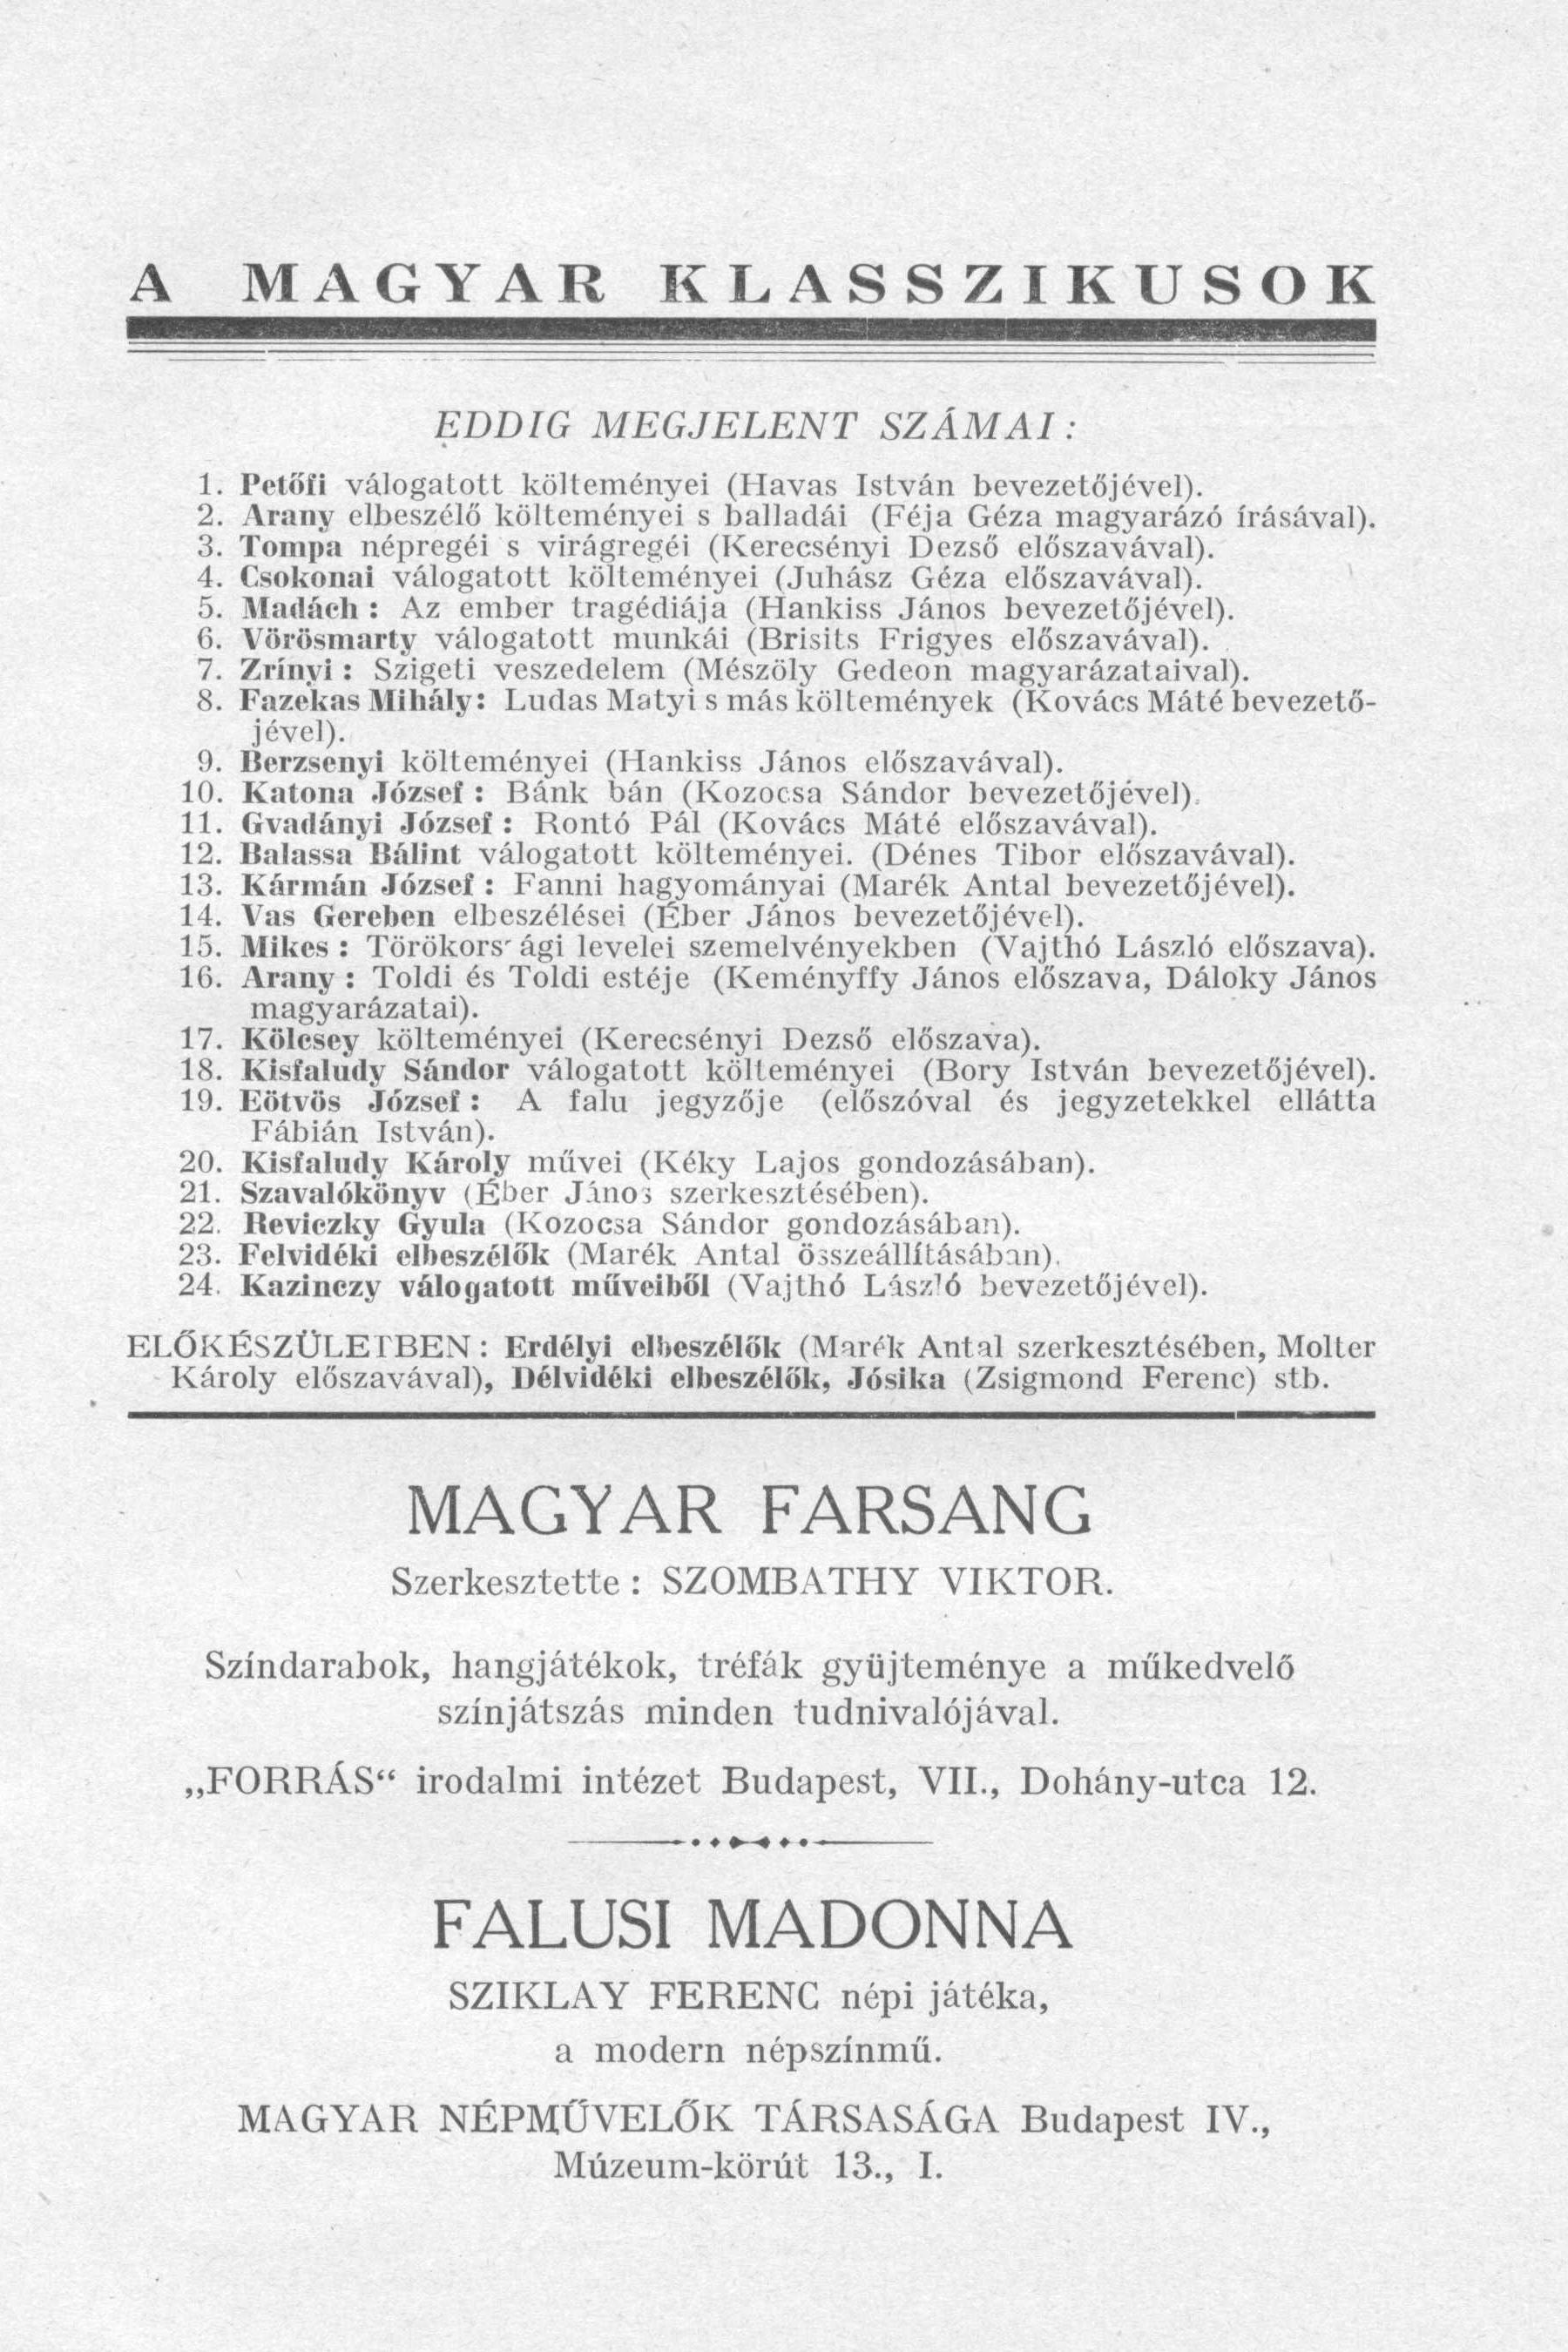 A MAGYAR KLASSZIKUSOK
EDDIG MEGJELENT SZÁMAI :
1. Petőfi válogatott költeményei (Havas István bevezetőjével).
2. Arany elbeszélő költeményei s balladái (Féja Géza magyarázó írásával).
3. Tompa népregéi s virágregéi (Kerecsényi Dezső előszavával).
4. Csokonai válogatott költeményei (Juhász Géza előszavával).
5. Madách : Az ember tragédiája (Hankiss János bevezetőjével).
6. Vörösmarty válogatott munkái (Brisits Frigyes előszavával).
7. Zrínyi : Szigeti veszedelem (Mészöly Gedeon magyarázataival).
8. Fazekas Mihály : Ludas Matyi s más költemények (Kovács Máté bevezető-
jével).
9. Berzsenyi költeményei (Hankiss János előszavával).
10. Katona József : Bánk bán (Kozocsa Sándor bevezetőjével).
11. Gvadányi József : Rontó Pál (Kovács Máté előszavával).
12. Balassa Bálint válogatott költeményei. (Dénes Tibor előszavával).
13. Kármán József : Fanni hagyományai (Marék Antal bevezetőjével).
14. Vas Gereben elbeszélései (Éber János bevezetőjével).
15. Mikes : Törökors ági levelei szemelvényekben (Vajthó László előszava).
16. Arany : Toldi és Toldi estéje (Keményffy János előszava, Dáloky János
magyarázatai).
17. Kölcsey költeményei (Kerecsényi Dezső előszava).
18. Kisfaludy Sándor válogatott költeményei (Bory István bevezetőjével).
19. Eötvös József : A falu jegyzője (előszóval és jegyzetekkel ellátta
Fábián István).
20. Kisfaludy Károly művei (Kéky Lajos gondozásában).
21. Szavalókönyv (Éber János szerkesztésében).
22. Reviczky Gyula (Kozocsa Sándor gondozásában).
23. Felvidéki elbeszélők (Marék Antal összeállításában).
24. Kazinczy válogatott műveiből (Vajthó László bevezetőjével).
ELŐKÉSZÜLETBEN : Erdélyi elbeszélők (Marék Antal szerkesztésében, Molter
Károly előszavával), Délvidéki elbeszélők, Jósika (Zsigmond Ferenc) stb.
MAGYAR FARSANG
Szerkesztette : SZOMBATHY VIKTOR.
Színdarabok, hangjátékok, tréfák gyüjteménye a műkedvelő
színjátszás minden tudnivalójával.
„FORRÁS“ irodalmi intézet Budapest, VII., Dohány-utca 12.
FALUSI MADONNA
SZIKLAY FERENC népi játéka,
a modern népszínmű.
MAGYAR NÉPMŰVELŐK TÁRSASÁGA Budapest IV.,
Múzeum-körút 13., I.